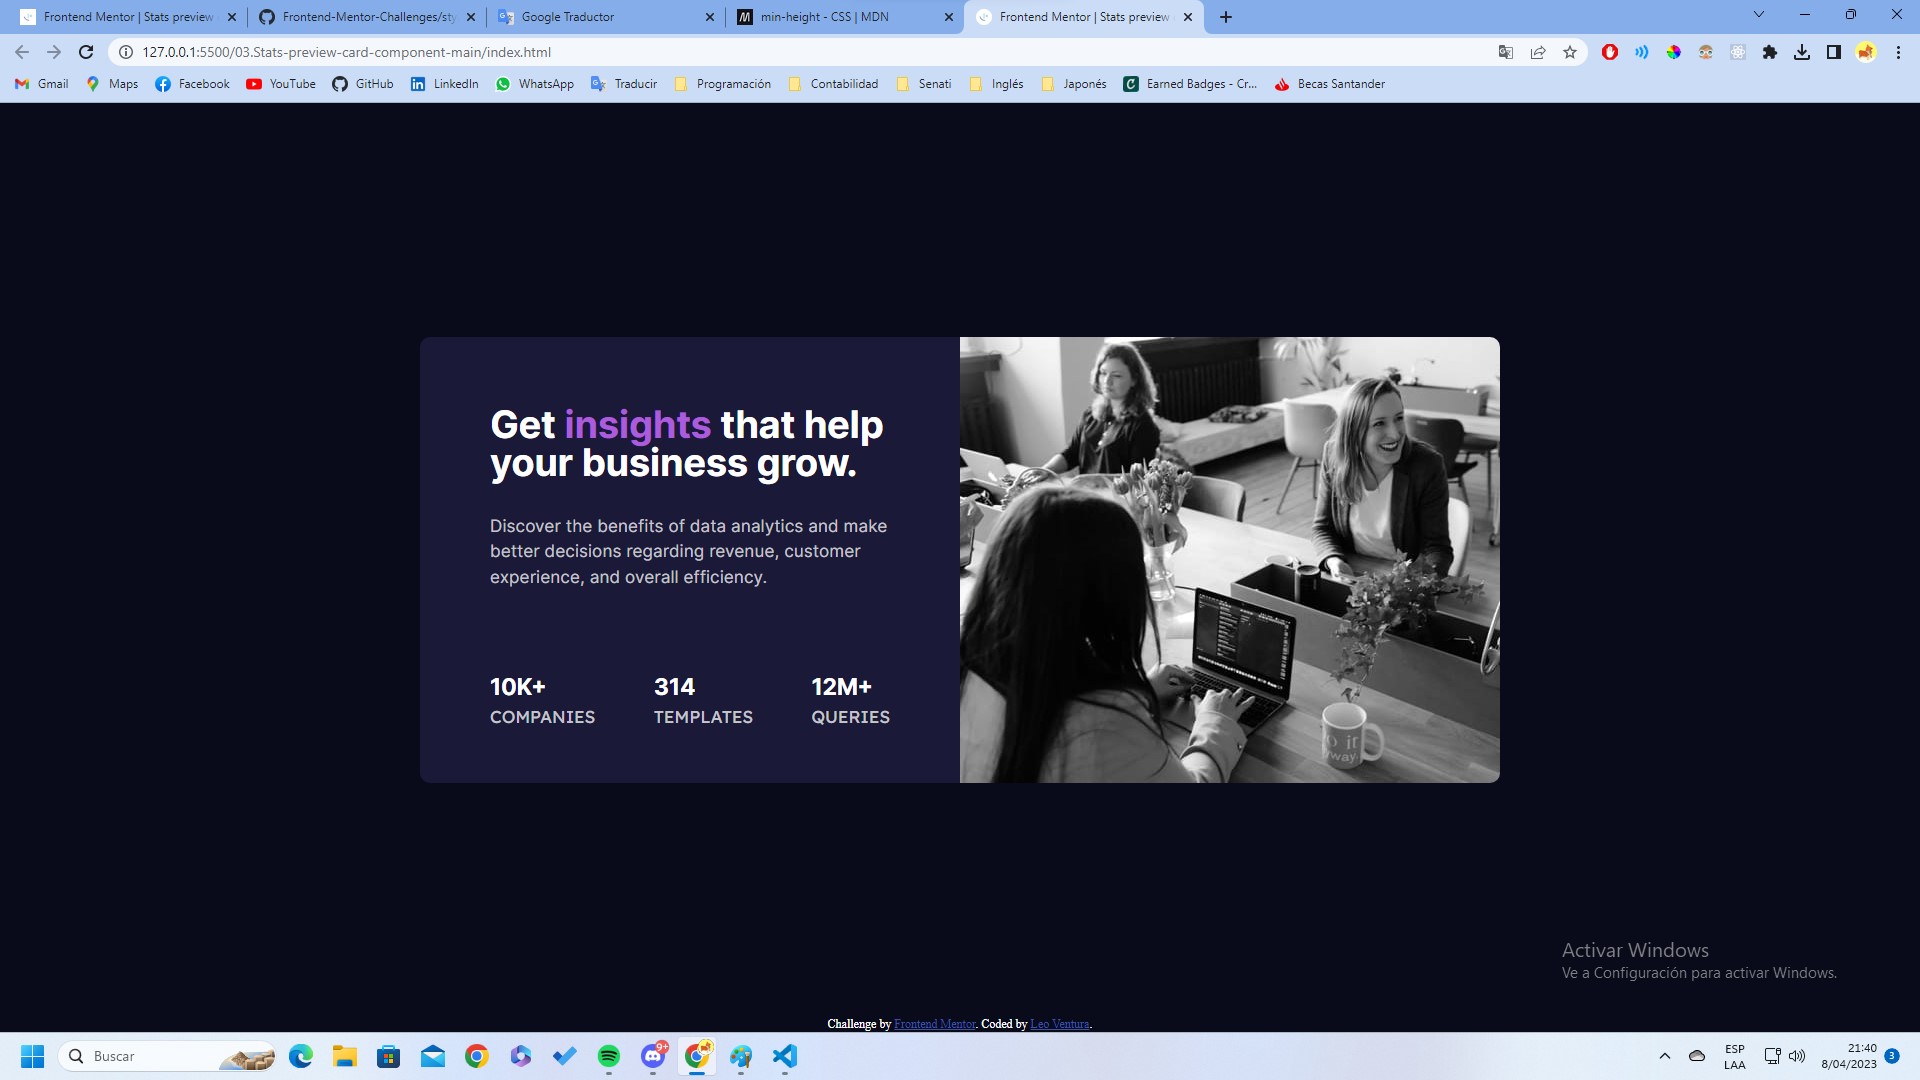 Frontend Mentor | Stats preview
Frontend-Mentor-Challenges/sty
Google Traductor
min-height - CSS | MDN
Frontend Mentor | Stats preview
127.0.0.1:5500/03.Stats-preview-card-component-main/index.html
Gmail
Maps
Facebook
YouTube
GitHub
LinkedIn
WhatsApp
Traducir
Programación
Contabilidad
Senati
Inglés
Japonés
Earned Badges - Cr...
Becas Santander
Get insights that help
your business grow.
Discover the benefits of data analytics and make
better decisions regarding revenue, customer
experience, and overall efficiency.
10K+
COMPANIES
314
TEMPLATES
12M+
QUERIES
Activar Windows
Ve a Configuración para activar Windows.
Challenge by Frontend Mentor. Coded by Leo Ventura.
Buscar
9+
ESP
LAA
21:40
8/04/2023
3